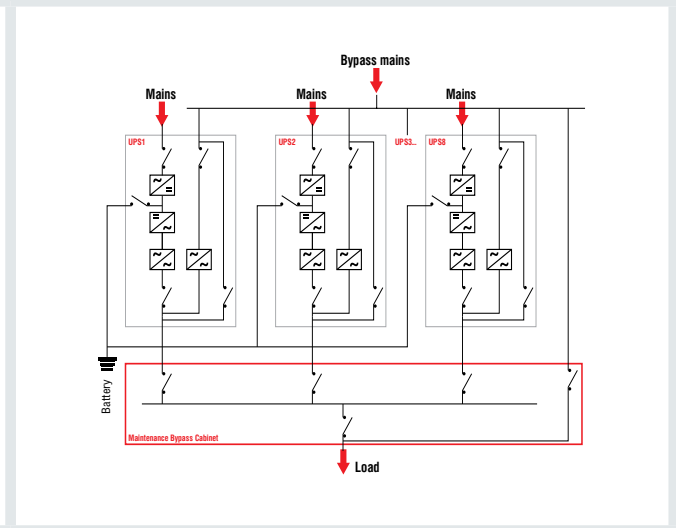 Bypass mains
Mains
Mains
Mains
UPS1
UPS2
UPS3...
UPS8
Battery
Maintenance Bypass Cabinet
Load